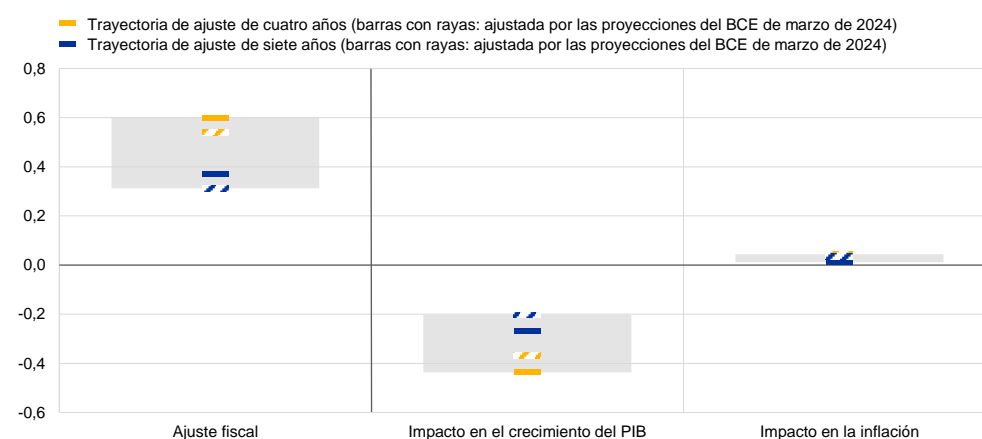 Trayectoria de ajuste de cuatro años (barras con rayas: ajustada por las proyecciones del BCE de marzo de 2024)
Trayectoria de ajuste de siete años (barras con rayas: ajustada por las proyecciones del BCE de marzo de 2024)
0,8
0,6
0,4
0,2
0,0
-0,2
-0,4
-0,6
Ajuste fiscal
Impacto en el crecimiento del PIB
Impacto en la inflación